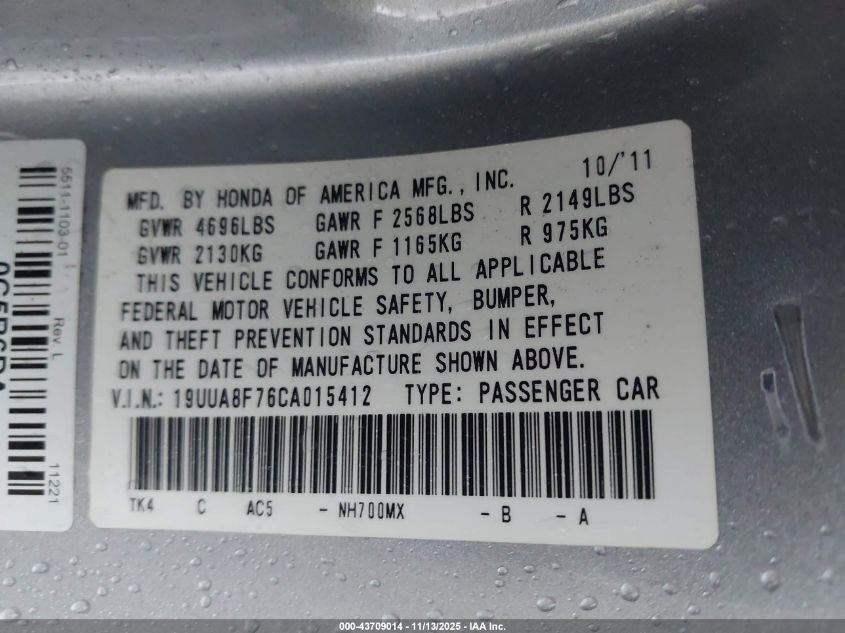 MFD. BY HONDA OF AMERICA MFG., INC. 10/'11
GVWR 4696LBS GAWR F 2568LBS R 2149LBS
GVWR 2130KG GAWR F 1165KG R 975KG
THIS VEHICLE CONFORMS TO ALL APPLICABLE
FEDERAL MOTOR VEHICLE SAFETY, BUMPER,
AND THEFT PREVENTION STANDARDS IN EFFECT
ON THE DATE OF MANUFACTURE SHOWN ABOVE.
V.I.N.: 19UUA8F76CA015412 TYPE: PASSENGER CAR
TK4 C AC5 - NH700MX - B - A
5511-1103-01
Rev. L
11221
000-43709014 - 11/13/2025 - IAA Inc.